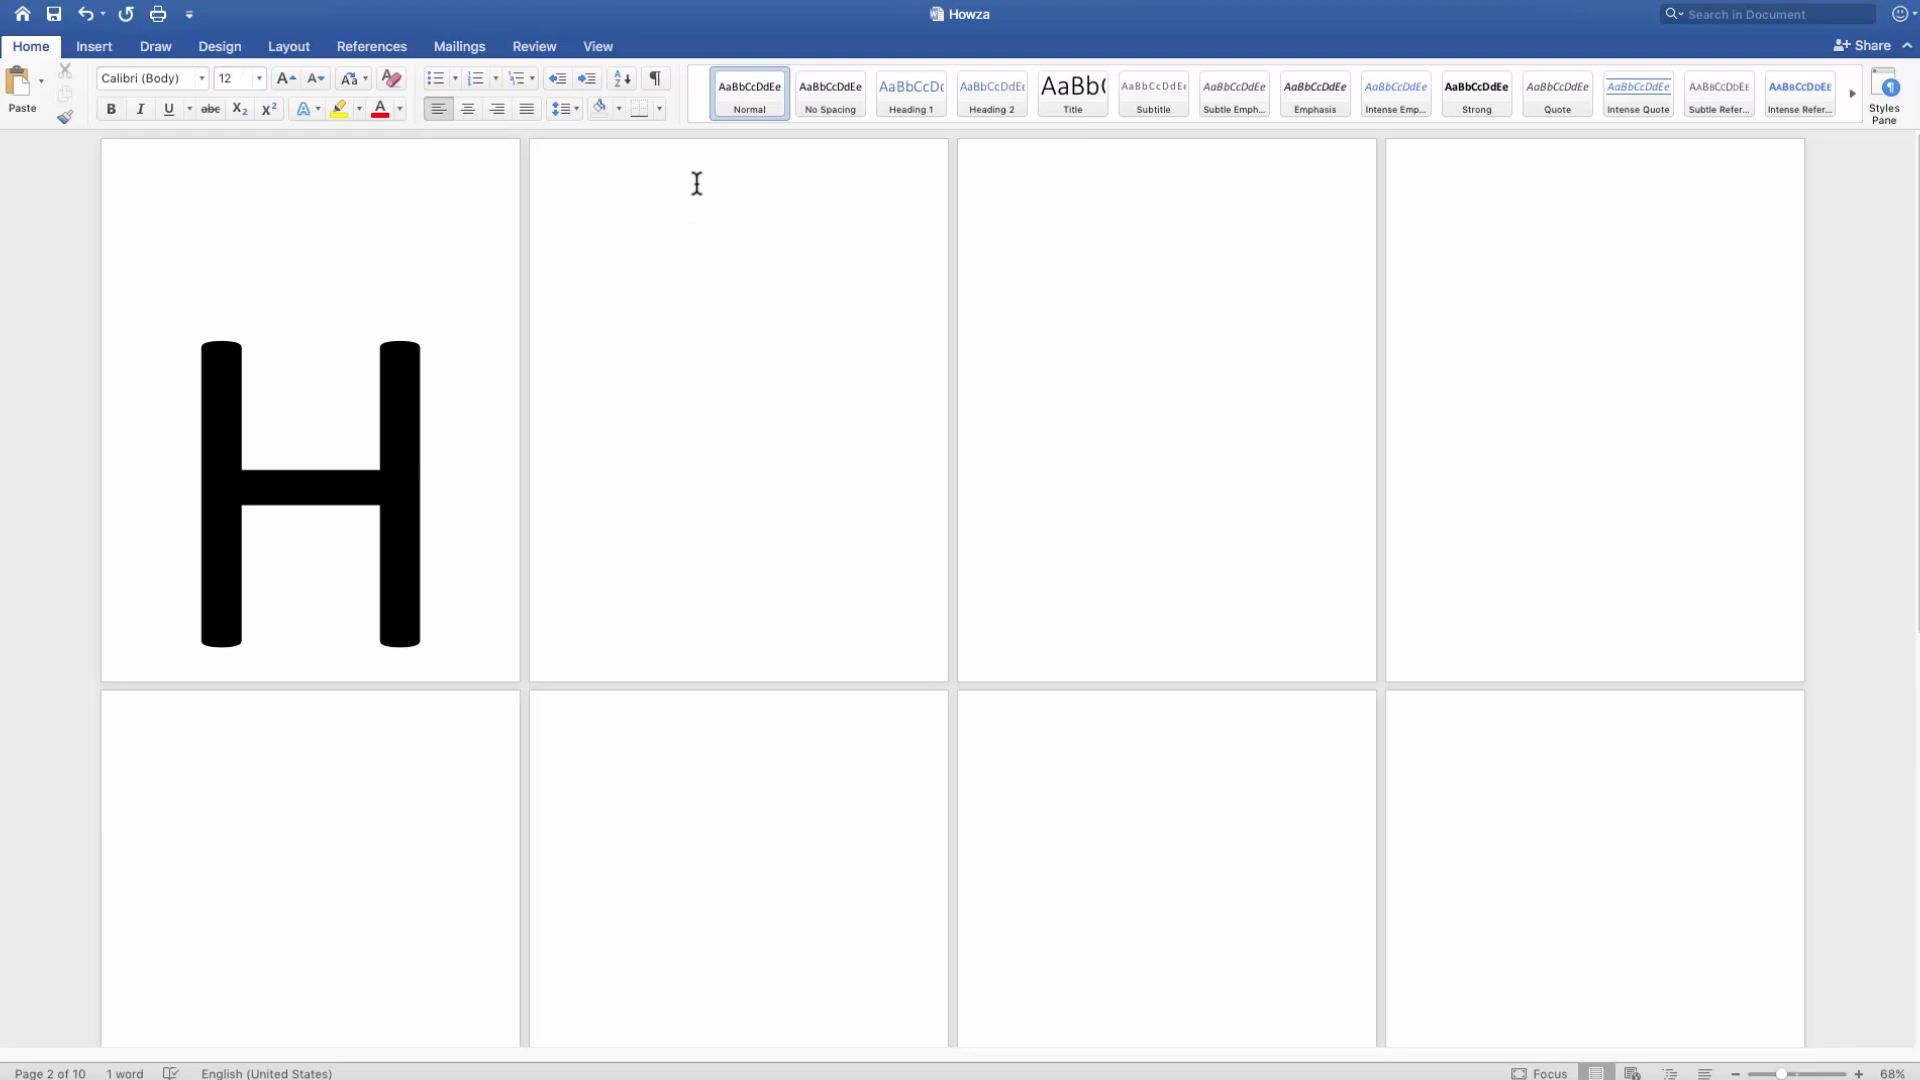 Howza
Search in Document
Home Insert Draw Design Layout References Mailings Review View
Share
Paste
Calibri (Body) 12
B I U abc X₂ X²
AaBbCcDdEe AaBbCcDdEe AaBbCcDc AaBbCcDdEe AaBb( AaBbCcDdEe AaBbCcDdEe AaBbCcDdEe AaBbCcDdEe AaBbCcDdEe AaBbCcDdEe AaBbCcDdEe AaBbCcDdEe AaBbCcDdEe
Normal No Spacing Heading 1 Heading 2 Title Subtitle Subtle Emph... Emphasis Intense Emp... Strong Quote Intense Quote Subtle Refer... Intense Refer...
Styles
Pane
H
Page 2 of 10 1 word English (United States) Focus 68%